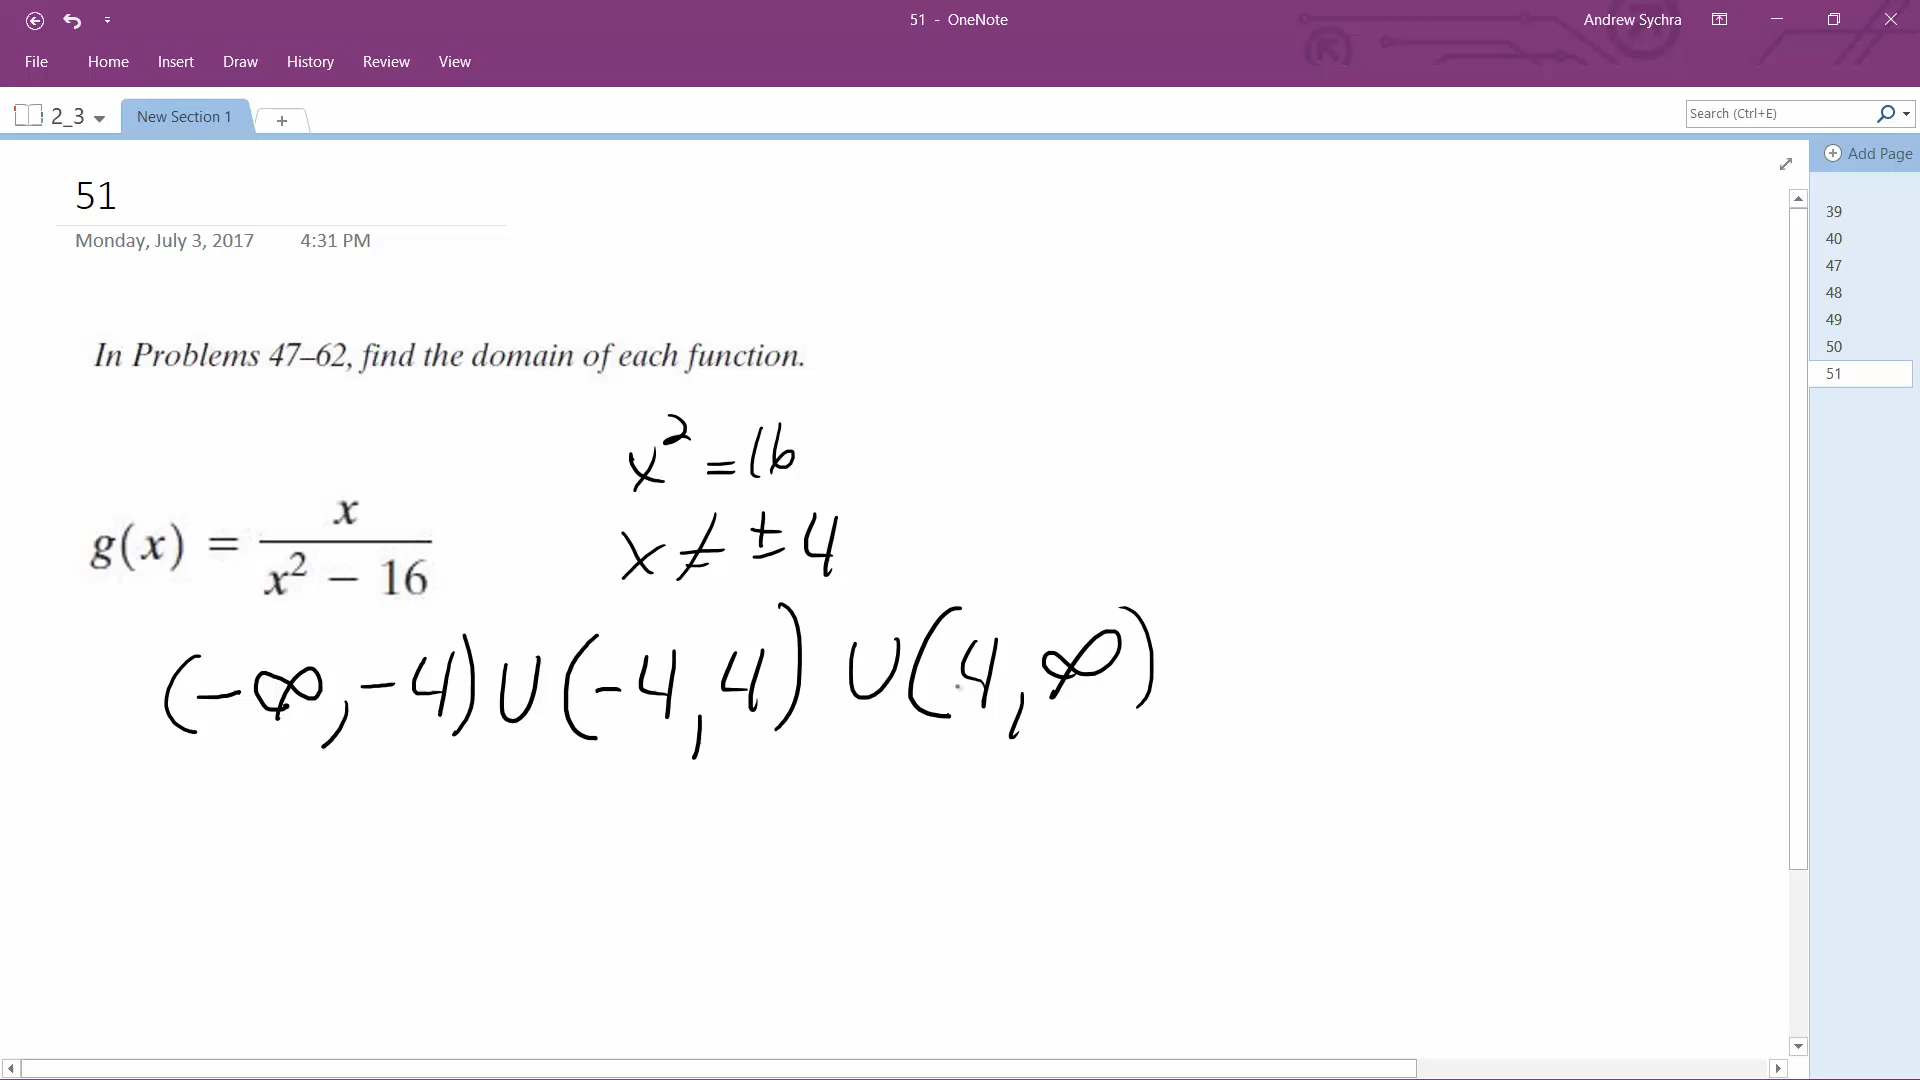 51 - OneNote
Andrew Sychra
File Home Insert Draw History Review View
2_3 New Section 1 +
Search (Ctrl+E)
Add Page
51
Monday, July 3, 2017 4:31 PM
39
40
47
48
49
50
51
In Problems 47–62, find the domain of each function.
x² = 16
g(x) = x / (x² − 16)
x ≠ ± 4
(-∞, -4) ∪ (-4, 4) ∪ (4, ∞)